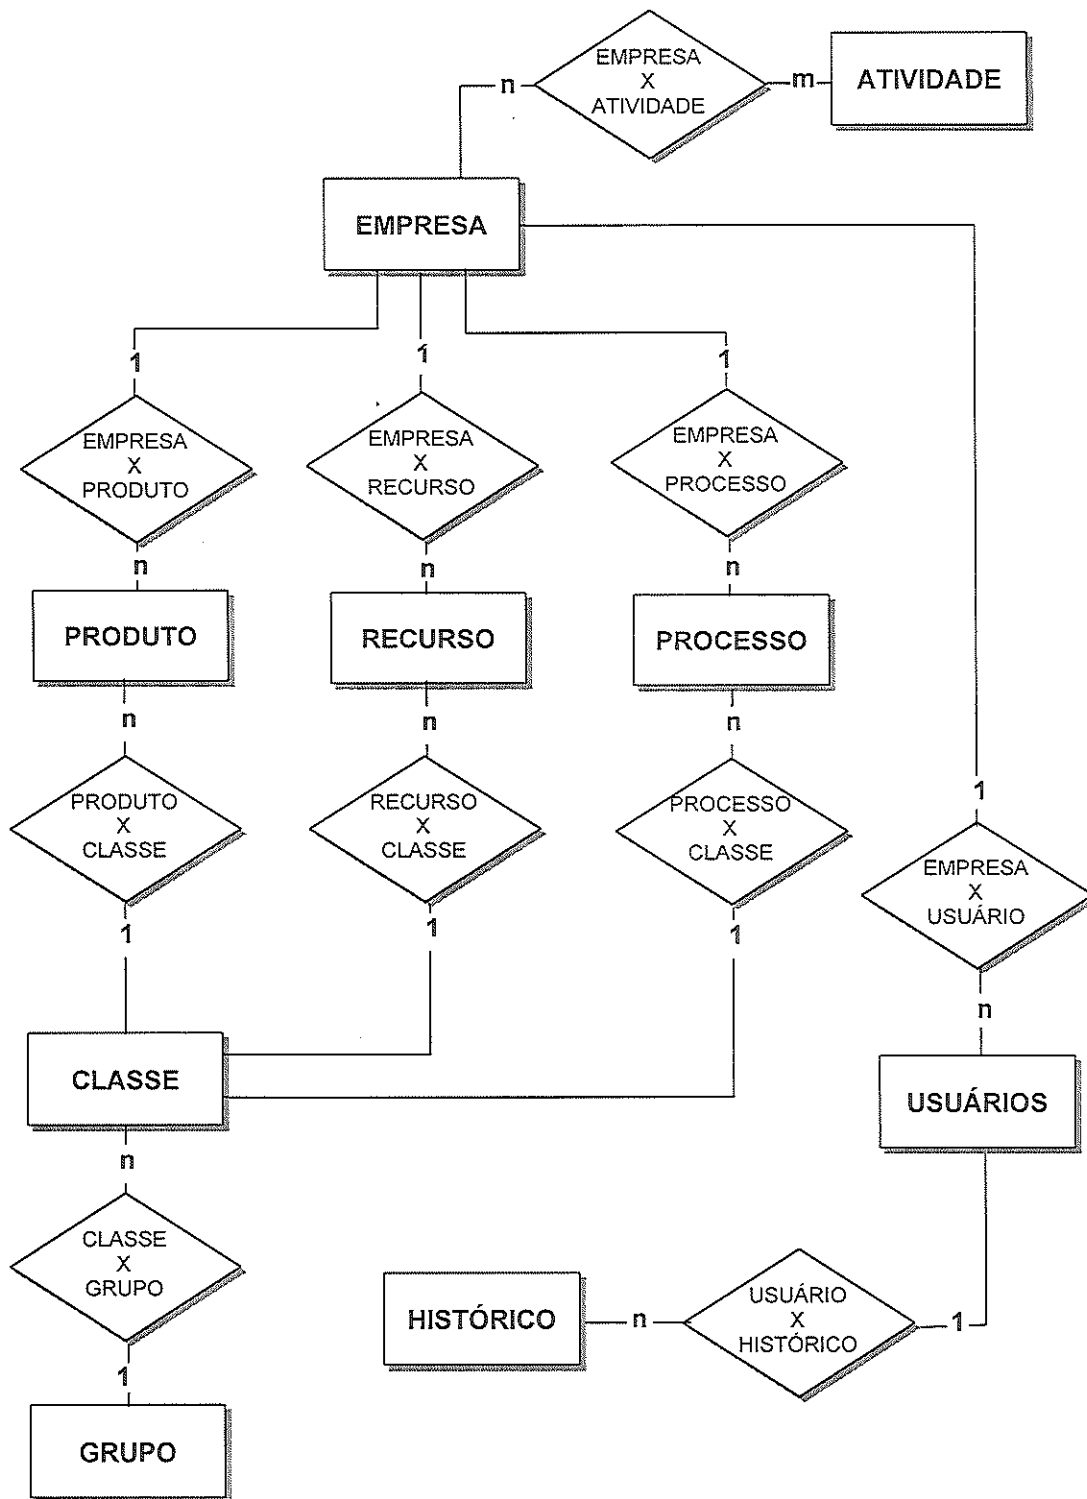 EMPRESA
X
ATIVIDADE
n
m
ATIVIDADE
EMPRESA
1
1
1
EMPRESA
X
PRODUTO
EMPRESA
X
RECURSO
EMPRESA
X
PROCESSO
n
n
n
PRODUTO
RECURSO
PROCESSO
n
n
n
PRODUTO
X
CLASSE
RECURSO
X
CLASSE
PROCESSO
X
CLASSE
1
EMPRESA
X
USUÁRIO
1
1
1
n
CLASSE
USUÁRIOS
n
CLASSE
X
GRUPO
HISTÓRICO
n
USUÁRIO
X
HISTÓRICO
1
1
GRUPO